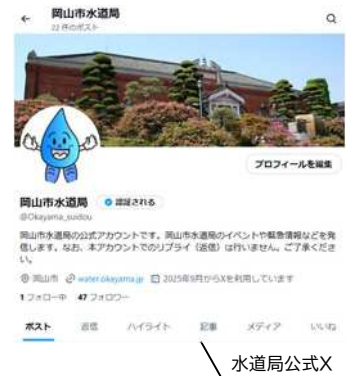 岡山市水道局
22 件のポスト
プロフィールを編集
岡山市水道局 認証される
@Okayama_suidou
岡山市水道局の公式アカウントです。岡山市水道局のイベントや緊急情報などを発
信します。なお、本アカウントでのリプライ（返信）は行いません。ご了承くださ
い。
岡山市 water.okayama.jp 2025年9月からXを利用しています
1 フォロー中 47 フォロワー
ポスト 返信 ハイライト 記事 メディア いいね
水道局公式X